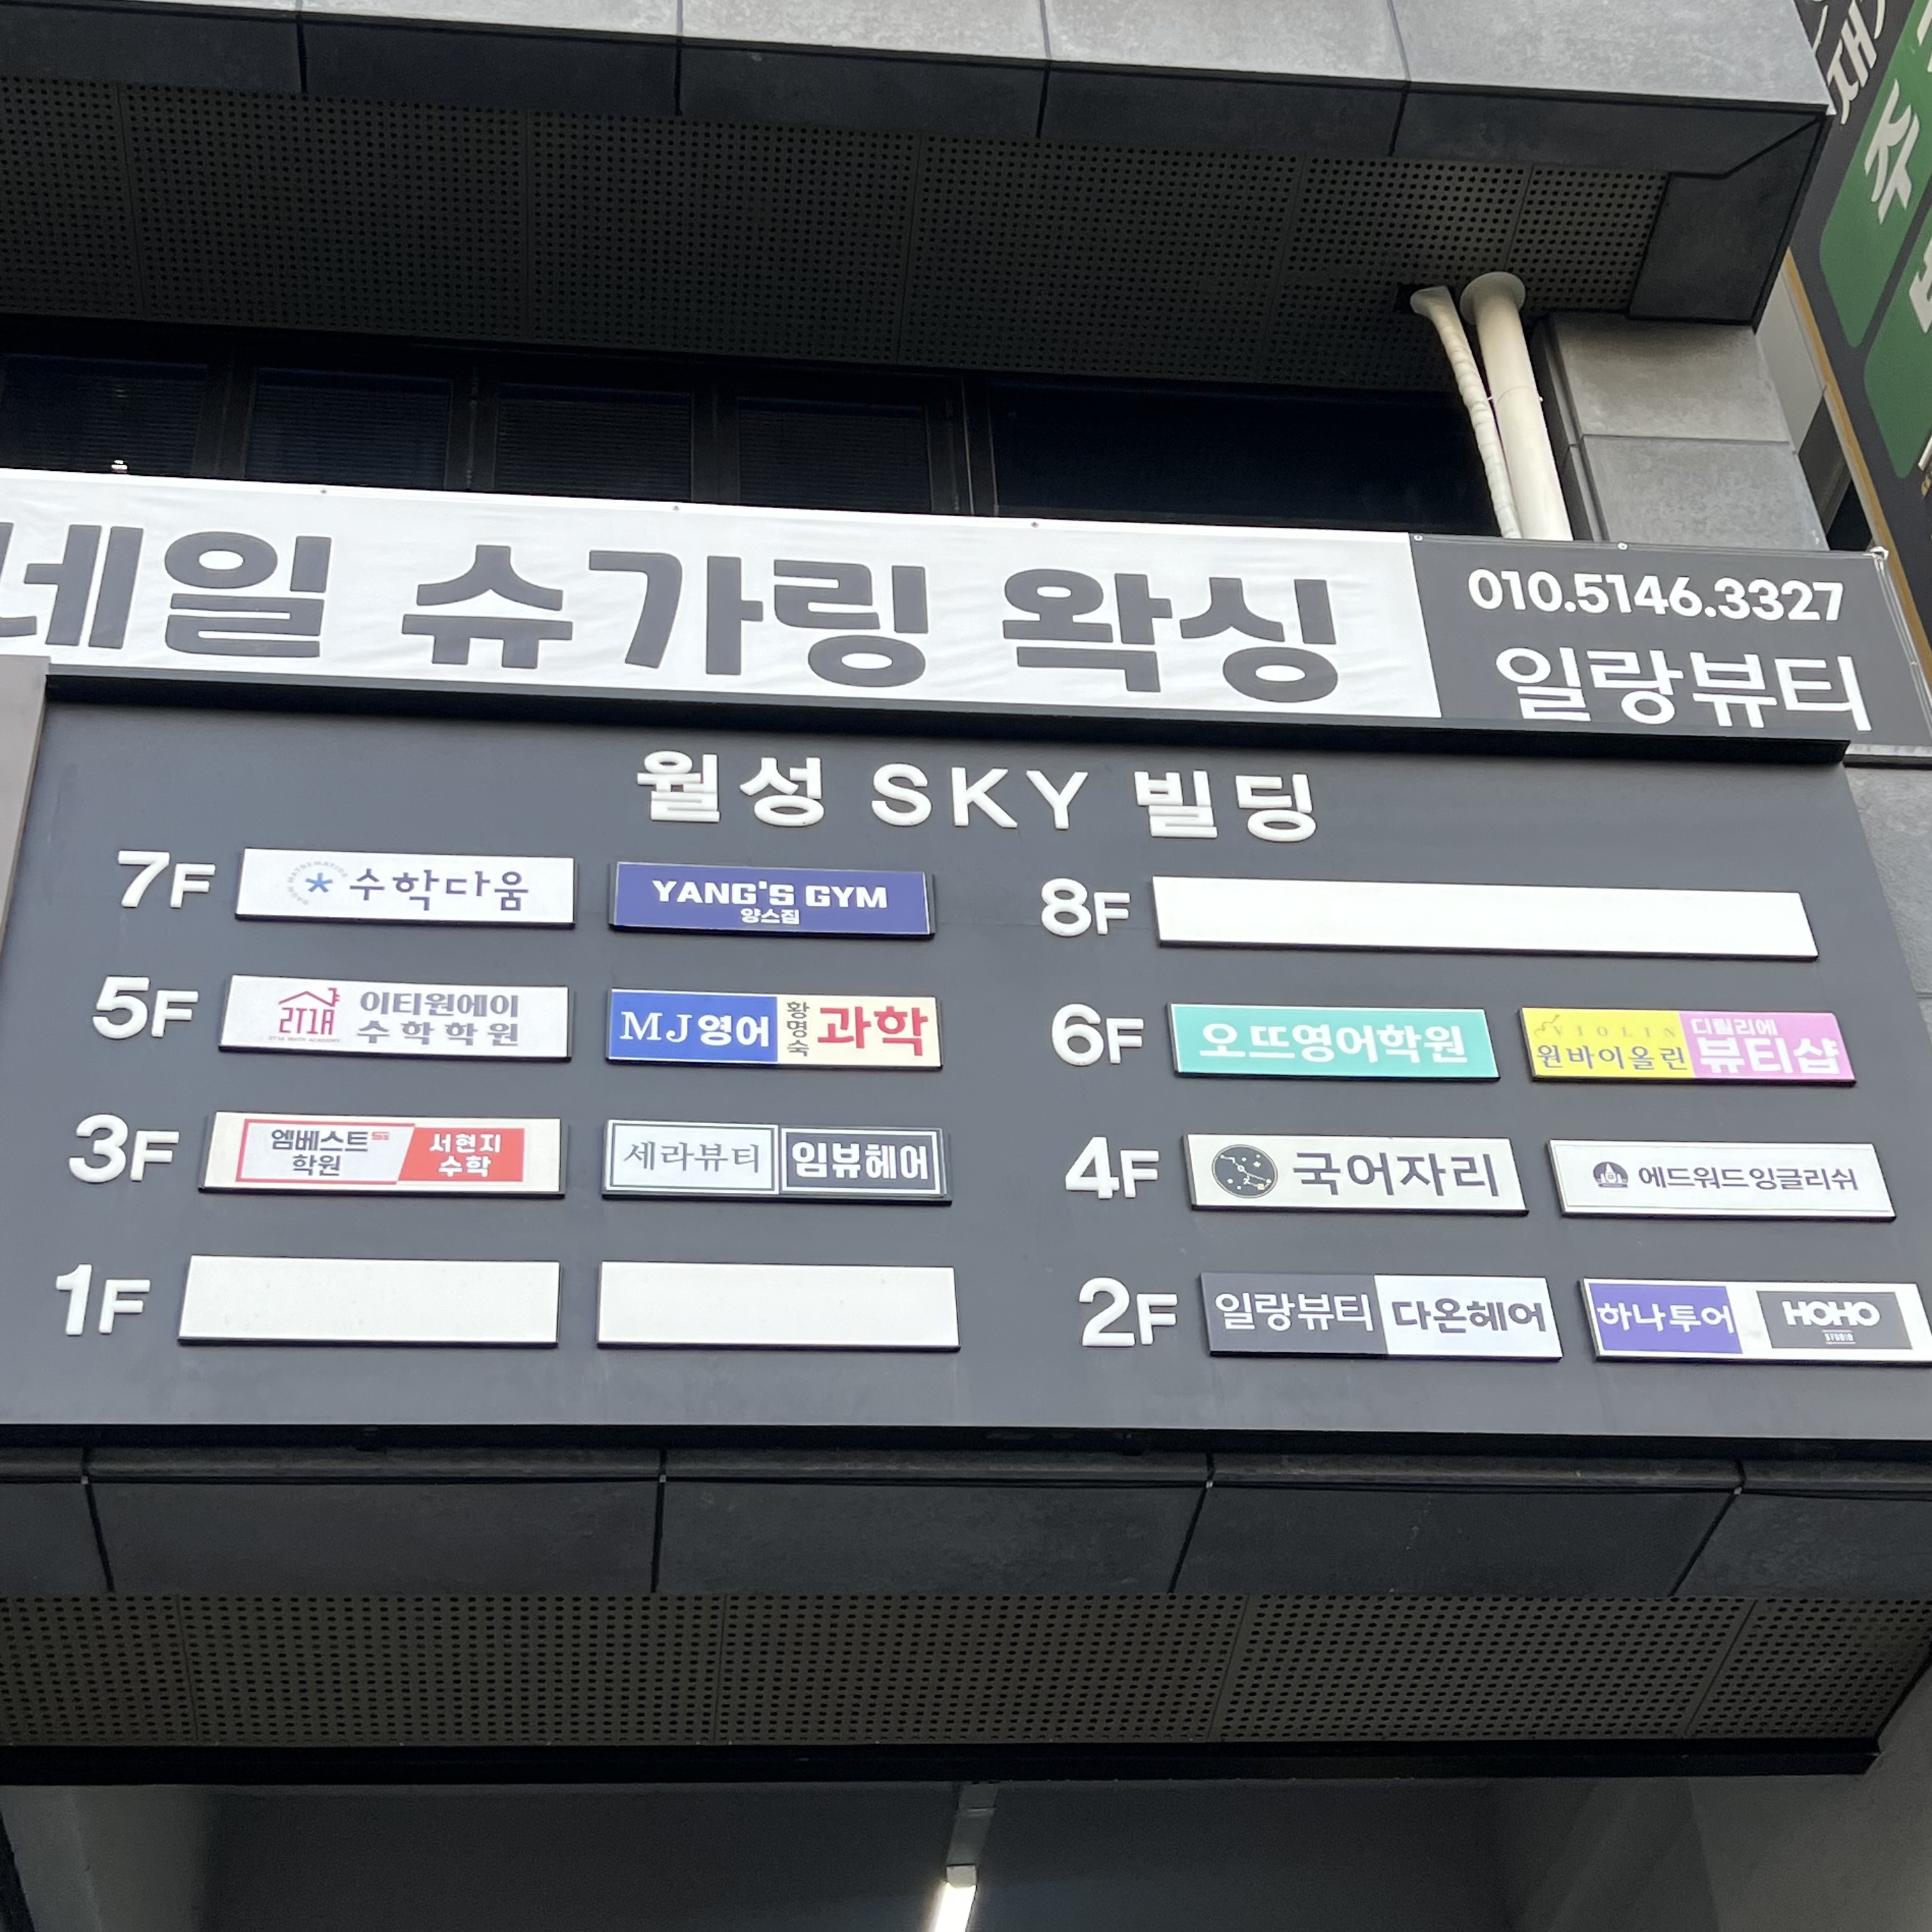 네일 슈가링 왁싱
010.5146.3327
일랑뷰티
월성 SKY 빌딩
7F
수학다움
YANG'S GYM
양스짐
8F
5F
이티원에이
수학학원
MJ영어
황명숙
과학
6F
오뜨영어학원
VIOLIN
원바이올린
디릴리에
뷰티샵
3F
엠베스트SE
학원
서현지
수학
세라뷰티
임뷰헤어
4F
국어자리
에드워드잉글리쉬
1F
2F
일랑뷰티
다온헤어
하나투어
HOHO
STUDIO
주